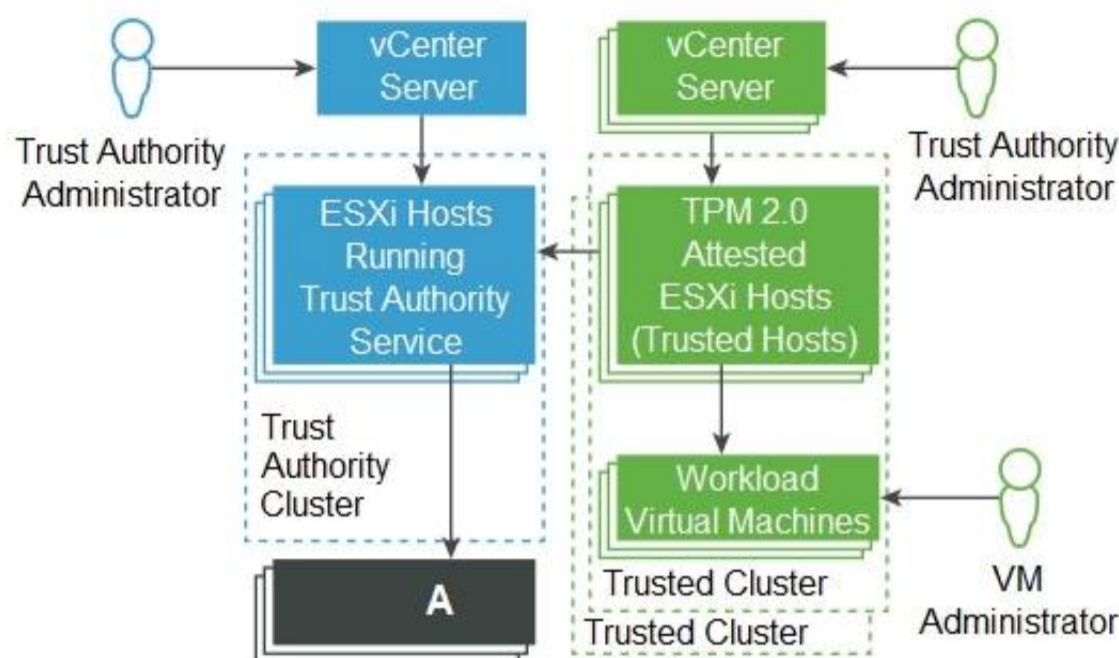 vCenter
Server
vCenter
Server
Trust Authority
Administrator
Trust Authority
Administrator
ESXi Hosts
Running
Trust Authority
Service
TPM 2.0
Attested
ESXi Hosts
(Trusted Hosts)
Trust
Authority
Cluster
Workload
Virtual Machines
A
Trusted Cluster
Trusted Cluster
VM
Administrator